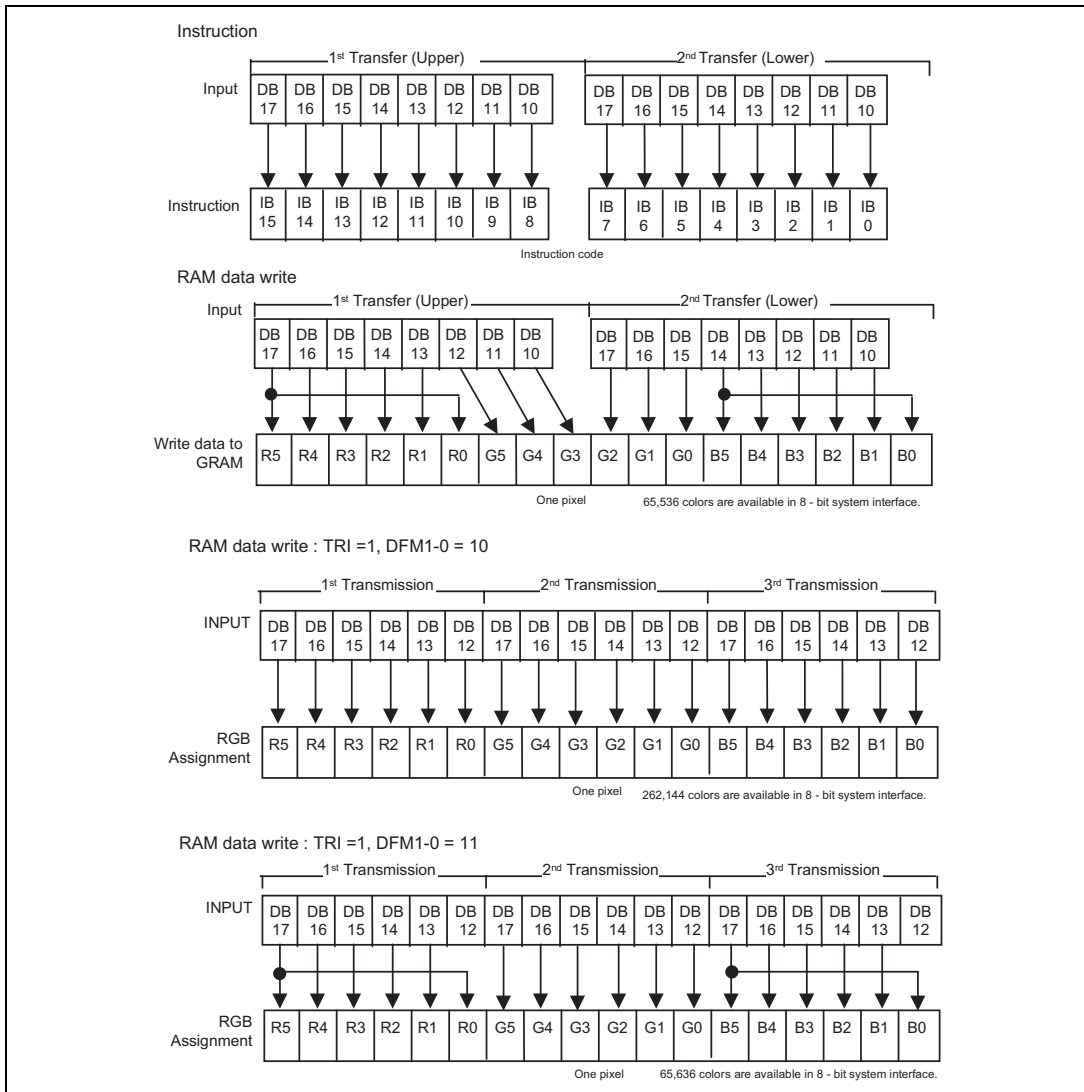 Instruction
1st Transfer (Upper) 2nd Transfer (Lower)
Input DB 17 DB 16 DB 15 DB 14 DB 13 DB 12 DB 11 DB 10 DB 17 DB 16 DB 15 DB 14 DB 13 DB 12 DB 11 DB 10
Instruction IB 15 IB 14 IB 13 IB 12 IB 11 IB 10 IB 9 IB 8 IB 7 IB 6 IB 5 IB 4 IB 3 IB 2 IB 1 IB 0
Instruction code
RAM data write
1st Transfer (Upper) 2nd Transfer (Lower)
Input DB 17 DB 16 DB 15 DB 14 DB 13 DB 12 DB 11 DB 10 DB 17 DB 16 DB 15 DB 14 DB 13 DB 12 DB 11 DB 10
Write data to GRAM R5 R4 R3 R2 R1 R0 G5 G4 G3 G2 G1 G0 B5 B4 B3 B2 B1 B0
One pixel 65,536 colors are available in 8 - bit system interface.
RAM data write : TRI =1, DFM1-0 = 10
1st Transmission 2nd Transmission 3rd Transmission
INPUT DB 17 DB 16 DB 15 DB 14 DB 13 DB 12 DB 17 DB 16 DB 15 DB 14 DB 13 DB 12 DB 17 DB 16 DB 15 DB 14 DB 13 DB 12
RGB Assignment R5 R4 R3 R2 R1 R0 G5 G4 G3 G2 G1 G0 B5 B4 B3 B2 B1 B0
One pixel 262,144 colors are available in 8 - bit system interface.
RAM data write : TRI =1, DFM1-0 = 11
1st Transmission 2nd Transmission 3rd Transmission
INPUT DB 17 DB 16 DB 15 DB 14 DB 13 DB 12 DB 17 DB 16 DB 15 DB 14 DB 13 DB 12 DB 17 DB 16 DB 15 DB 14 DB 13 DB 12
RGB Assignment R5 R4 R3 R2 R1 R0 G5 G4 G3 G2 G1 G0 B5 B4 B3 B2 B1 B0
One pixel 65,636 colors are available in 8 - bit system interface.